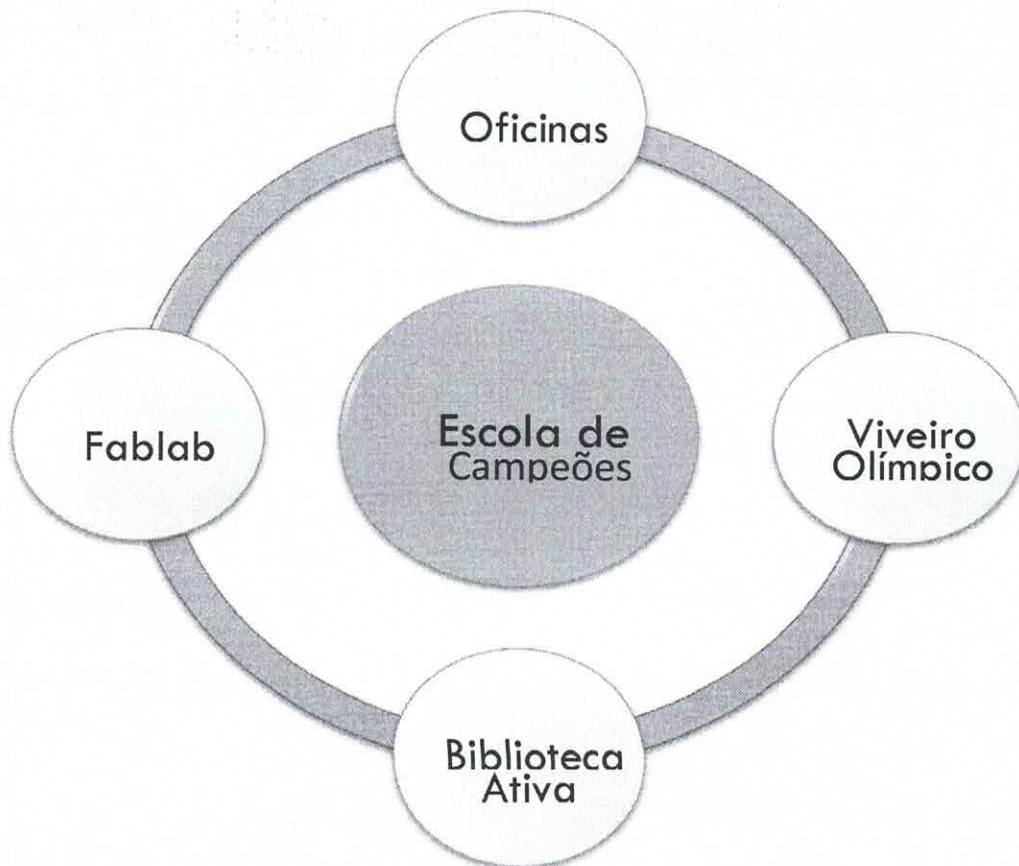 Oficinas
Fablab
Escola de
Campeões
Viveiro
Olímpico
Biblioteca
Ativa